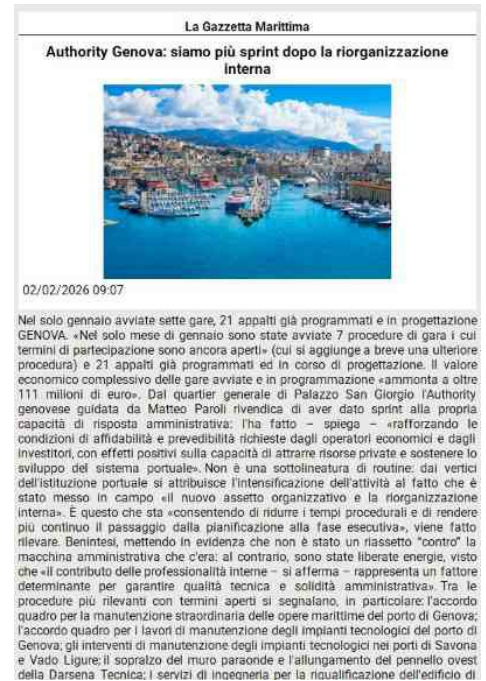 La Gazzetta Marittima
Authority Genova: siamo più sprint dopo la riorganizzazione
interna
02/02/2026 09:07
Nel solo gennaio avviate sette gare, 21 appalti già programmati e in progettazione
GENOVA. «Nel solo mese di gennaio sono state avviate 7 procedure di gara i cui
termini di partecipazione sono ancora aperti» (cui si aggiunge a breve una ulteriore
procedura) e 21 appalti già programmati ed in corso di progettazione. Il valore
economico complessivo delle gare avviate e in programmazione «ammonta a oltre
111 milioni di euro». Dal quartier generale di Palazzo San Giorgio l'Authority
genovese guidata da Matteo Paroli rivendica di aver dato sprint alla propria
capacità di risposta amministrativa: l'ha fatto – spiega – «rafforzando le
condizioni di affidabilità e prevedibilità richieste dagli operatori economici e dagli
investitori, con effetti positivi sulla capacità di attrarre risorse private e sostenere lo
sviluppo del sistema portuale». Non è una sottolineatura di routine: dai vertici
dell'istituzione portuale si attribuisce l'intensificazione dell'attività al fatto che è
stato messo in campo «il nuovo assetto organizzativo e la riorganizzazione
interna». È questo che sta «consentendo di ridurre i tempi procedurali e di rendere
più continuo il passaggio dalla pianificazione alla fase esecutiva», viene fatto
rilevare. Benintesi, mettendo in evidenza che non è stato un riassetto "contro" la
macchina amministrativa che c'era: al contrario, sono state liberate energie, visto
che «il contributo delle professionalità interne – si afferma – rappresenta un fattore
determinante per garantire qualità tecnica e solidità amministrativa». Tra le
procedure più rilevanti con termini aperti si segnalano, in particolare: l'accordo
quadro per la manutenzione straordinaria delle opere marittime del porto di Genova;
l'accordo quadro per i lavori di manutenzione degli impianti tecnologici del porto di
Genova; gli interventi di manutenzione degli impianti tecnologici nei porti di Savona
e Vado Ligure; il sopralzo del muro paraonde e l'allungamento del pennello ovest
della Darsena Tecnica; i servizi di ingegneria per la riqualificazione dell'edificio di